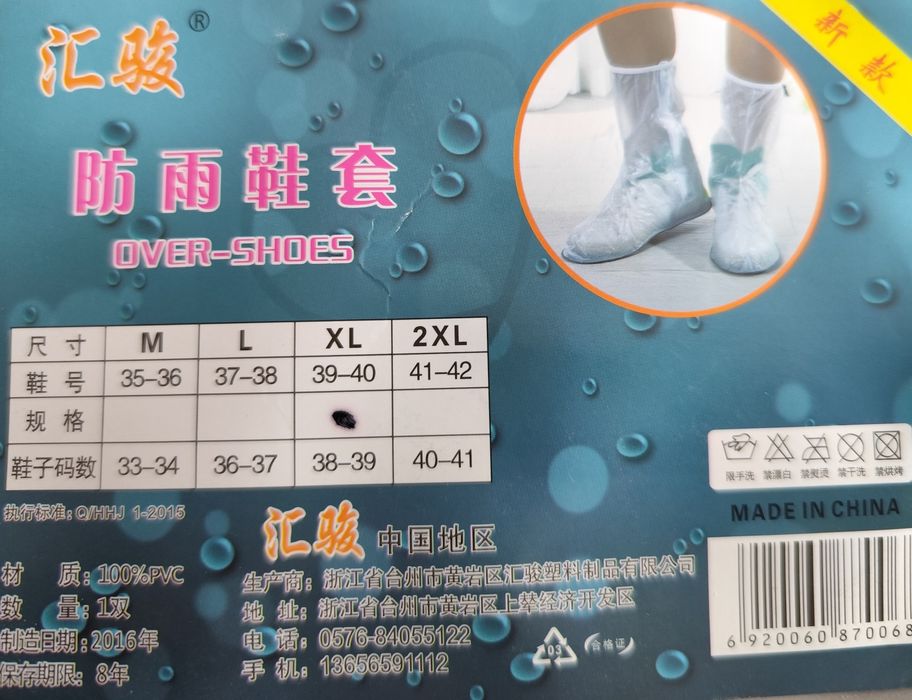 汇骏®
新款
防雨鞋套
OVER-SHOES
尺 寸 M L XL 2XL
鞋 号 35-36 37-38 39-40 41-42
规 格
鞋子码数 33-34 36-37 38-39 40-41
执行标准: Q/HHJ 1-2015
限手洗 禁漂白 禁熨烫 禁干洗 禁烘烤
MADE IN CHINA
汇骏 中国地区
材 质: 100%PVC
数 量: 1双
制造日期: 2016年
保存期限: 8年
生产商: 浙江省台州市黄岩区汇骏塑料制品有限公司
地 址: 浙江省台州市黄岩区上辇经济开发区
电 话: 0576-84055122
手 机: 13656591112
03
合格证
6 920060 870068